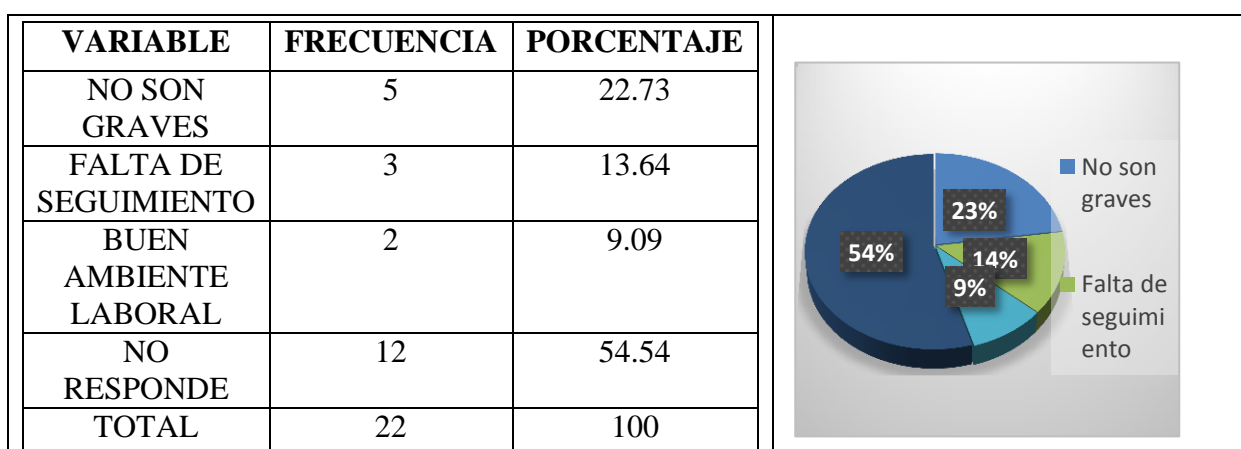 VARIABLE FRECUENCIA PORCENTAJE
NO SON GRAVES 5 22.73
FALTA DE SEGUIMIENTO 3 13.64
BUEN AMBIENTE LABORAL 2 9.09
NO RESPONDE 12 54.54
TOTAL 22 100
23%
14%
9%
54%
No son
graves
Falta de
seguimi
ento